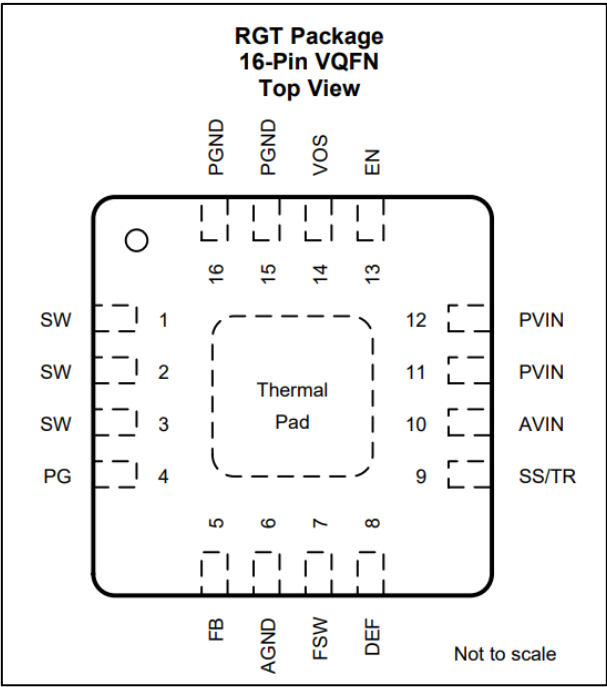 RGT Package
16-Pin VQFN
Top View
PGND PGND VOS EN
16 15 14 13
SW 1 12 PVIN
SW 2 11 PVIN
Thermal
SW 3 Pad 10 AVIN
PG 4 9 SS/TR
5 6 7 8
FB AGND FSW DEF
Not to scale